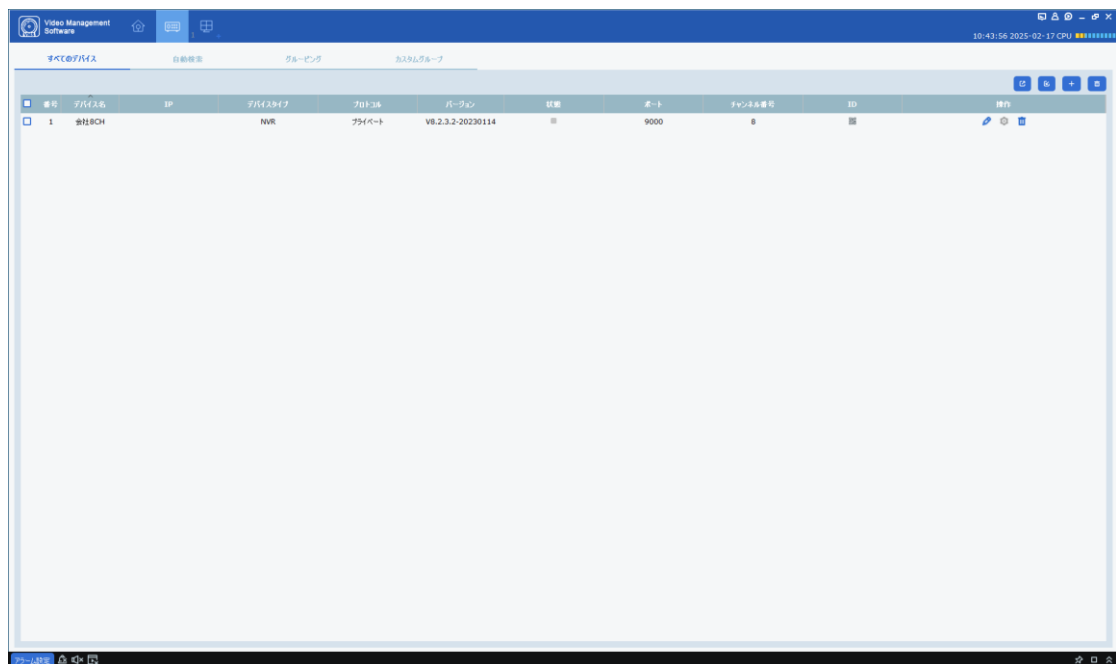 Video Management
Software
10:43:56 2025-02-17 CPU
すべてのデバイス 自動検索 グルーピング カスタムグループ
番号 デバイス名 IP デバイスタイプ プロトコル バージョン 状態 ポート チャンネル番号 ID 操作
1 会社8CH NVR プライベート V8.2.3.2-20230114 9000 8
アラーム設定